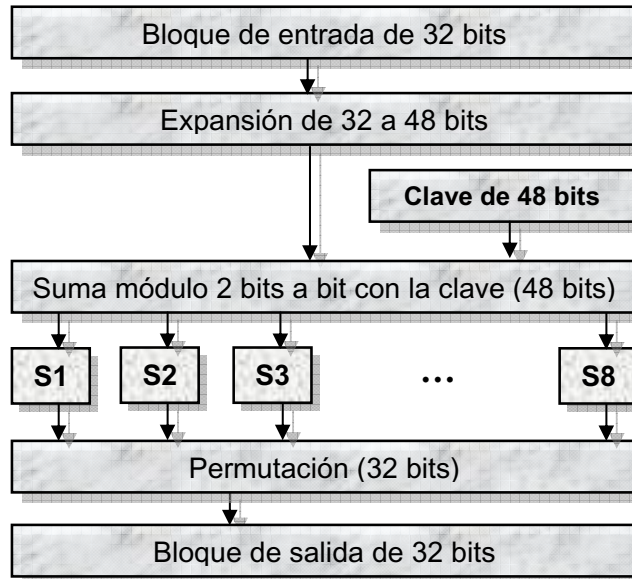 Bloque de entrada de 32 bits
Expansión de 32 a 48 bits
Clave de 48 bits
Suma módulo 2 bits a bit con la clave (48 bits)
S1 S2 S3 ... S8
Permutación (32 bits)
Bloque de salida de 32 bits